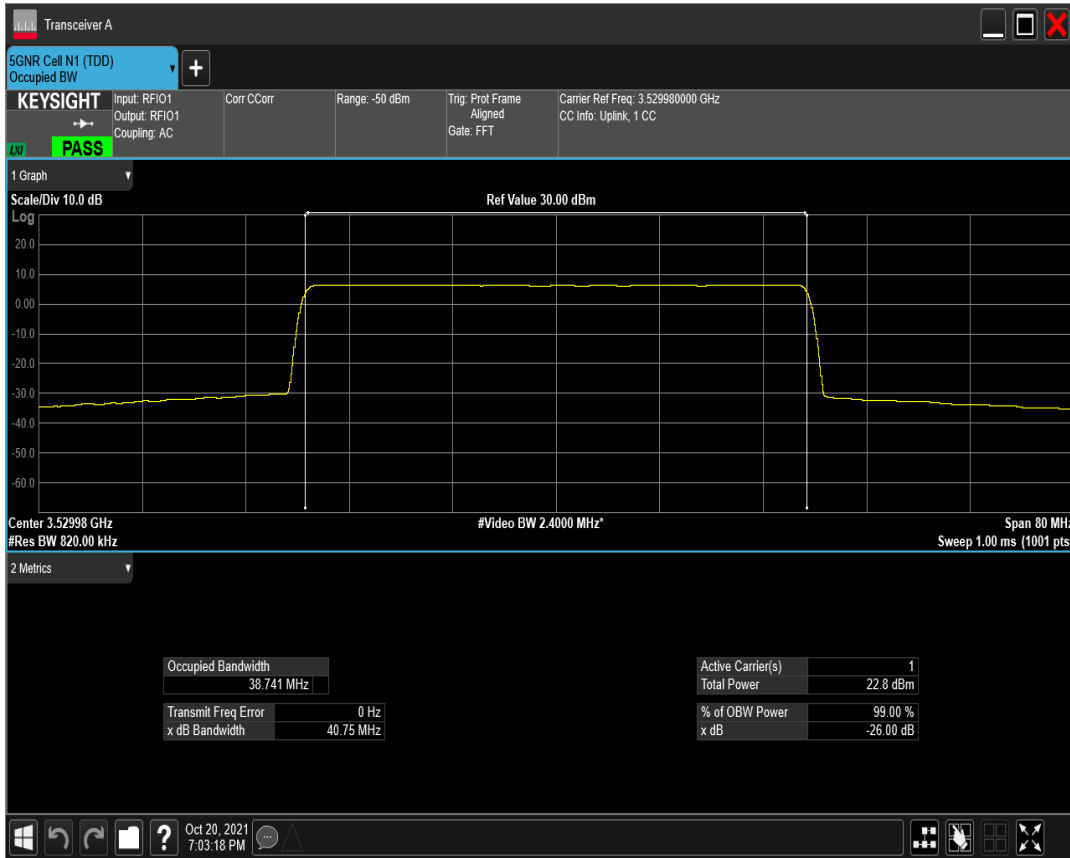 Transceiver A
5GNR Cell N1 (TDD)
Occupied BW
+
KEYSIGHT
LXI
PASS
Input: RFIO1
Output: RFIO1
Coupling: AC
Corr CCorr
Range: -50 dBm
Trig: Prot Frame
Aligned
Gate: FFT
Carrier Ref Freq: 3.529980000 GHz
CC Info: Uplink, 1 CC
1 Graph
Scale/Div 10.0 dB
Ref Value 30.00 dBm
Log
20.0
10.0
0.00
-10.0
-20.0
-30.0
-40.0
-50.0
-60.0
Center 3.52998 GHz
#Video BW 2.4000 MHz*
Span 80 MHz
#Res BW 820.00 kHz
Sweep 1.00 ms (1001 pts
2 Metrics
Occupied Bandwidth
38.741 MHz
Transmit Freq Error 0 Hz
x dB Bandwidth 40.75 MHz
Active Carrier(s) 1
Total Power 22.8 dBm
% of OBW Power 99.00 %
x dB -26.00 dB
?
Oct 20, 2021
7:03:18 PM